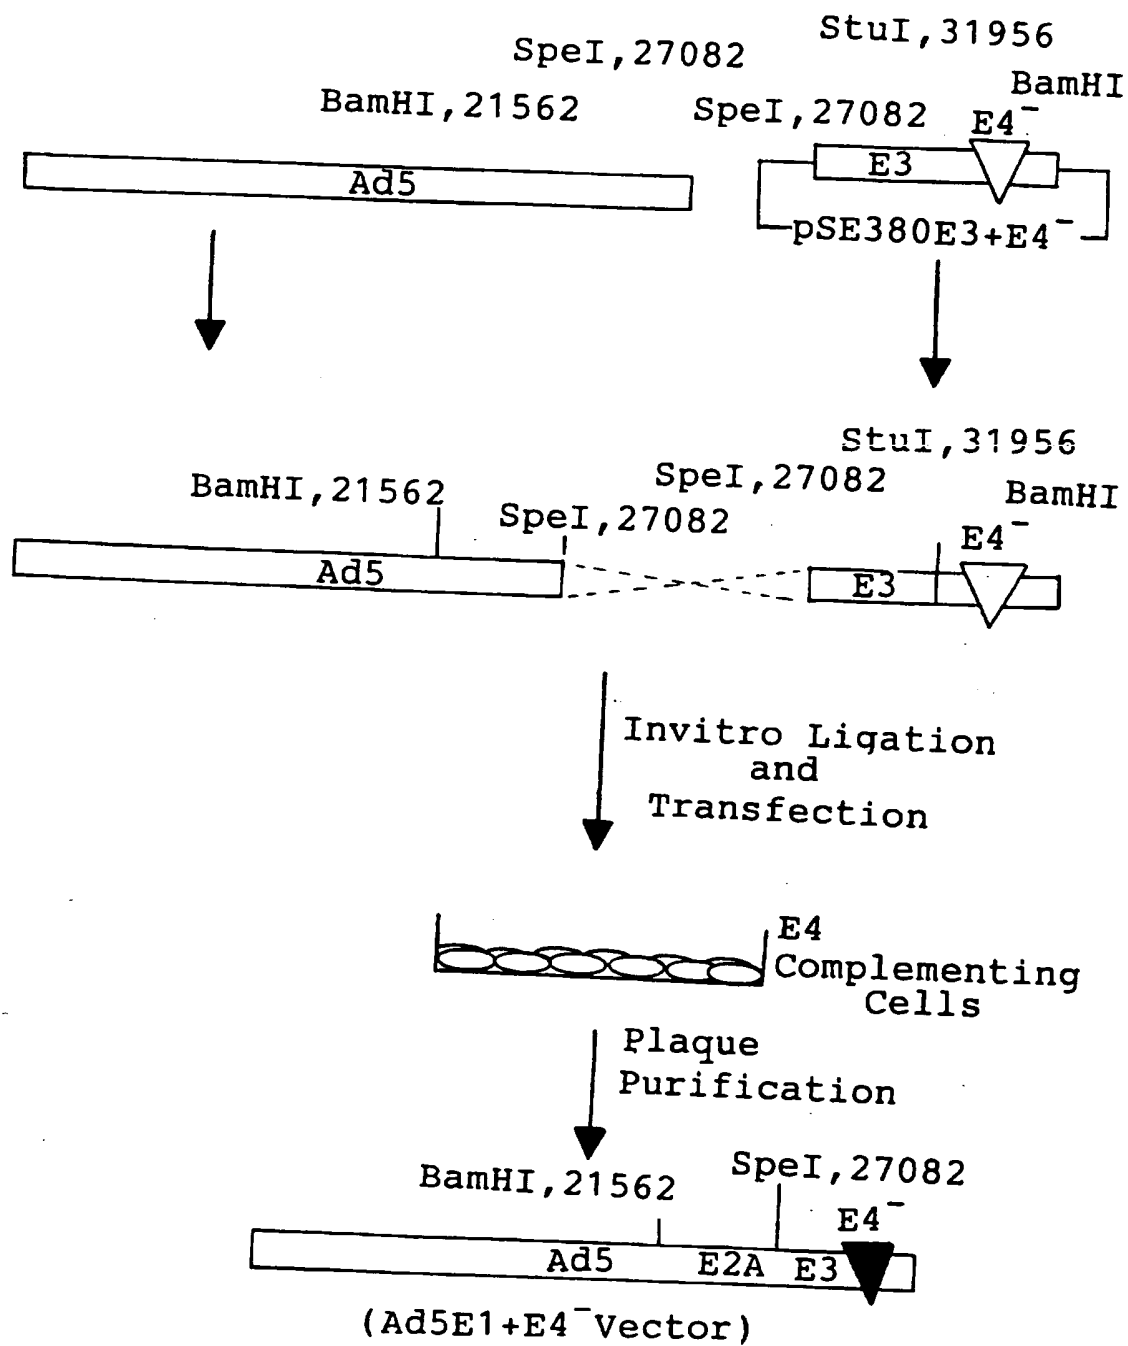 StuI,31956
SpeI,27082
BamHI
BamHI,21562
SpeI,27082
E4⁻
Ad5
E3
pSE380E3+E4⁻
StuI,31956
SpeI,27082
BamHI,21562
BamHI
SpeI,27082
E4⁻
Ad5
E3
Invitro Ligation
and
Transfection
E4
Complementing
Cells
Plaque
Purification
SpeI,27082
BamHI,21562
E4⁻
Ad5
E2A
E3
(Ad5E1+E4⁻Vector)